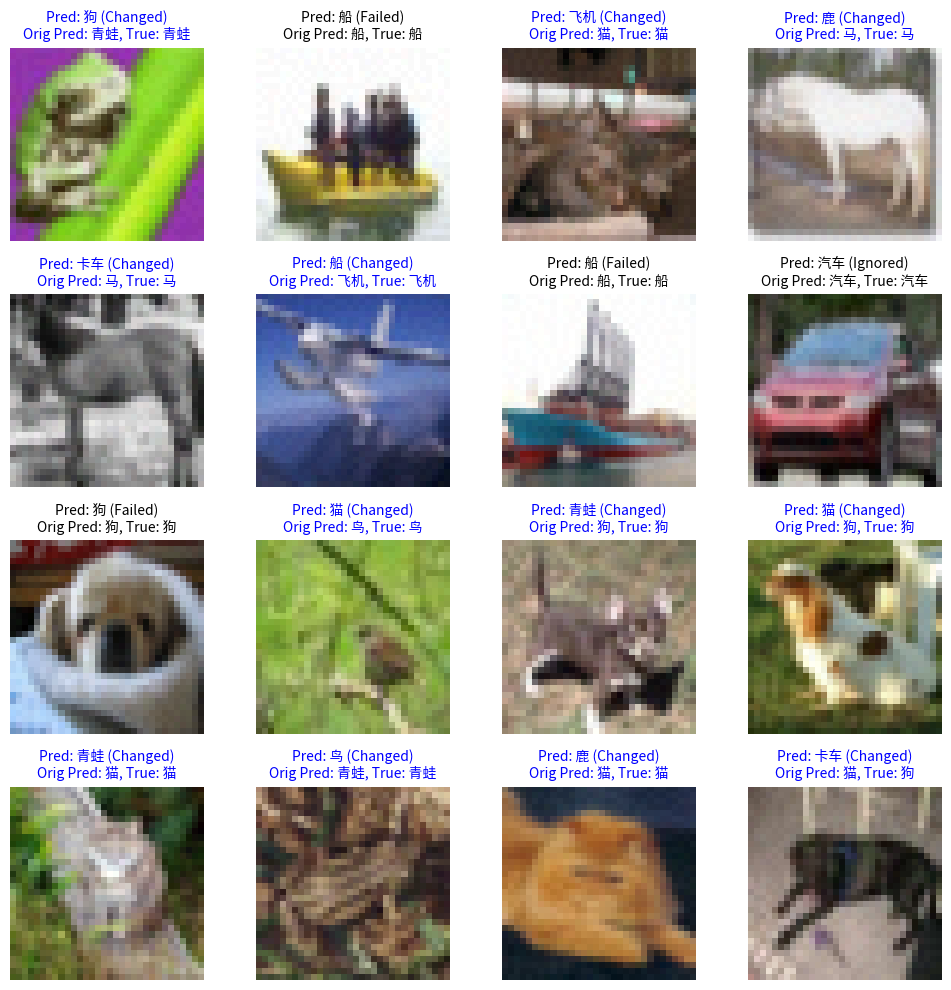 Pred: 狗 (Changed)
Orig Pred: 青蛙, True: 青蛙
Pred: 船 (Failed)
Orig Pred: 船, True: 船
Pred: 飞机 (Changed)
Orig Pred: 猫, True: 猫
Pred: 鹿 (Changed)
Orig Pred: 马, True: 马
Pred: 卡车 (Changed)
Orig Pred: 马, True: 马
Pred: 船 (Changed)
Orig Pred: 飞机, True: 飞机
Pred: 船 (Failed)
Orig Pred: 船, True: 船
Pred: 汽车 (Ignored)
Orig Pred: 汽车, True: 汽车
Pred: 狗 (Failed)
Orig Pred: 狗, True: 狗
Pred: 猫 (Changed)
Orig Pred: 鸟, True: 鸟
Pred: 青蛙 (Changed)
Orig Pred: 狗, True: 狗
Pred: 猫 (Changed)
Orig Pred: 狗, True: 狗
Pred: 青蛙 (Changed)
Orig Pred: 猫, True: 猫
Pred: 鸟 (Changed)
Orig Pred: 青蛙, True: 青蛙
Pred: 鹿 (Changed)
Orig Pred: 猫, True: 猫
Pred: 卡车 (Changed)
Orig Pred: 猫, True: 狗